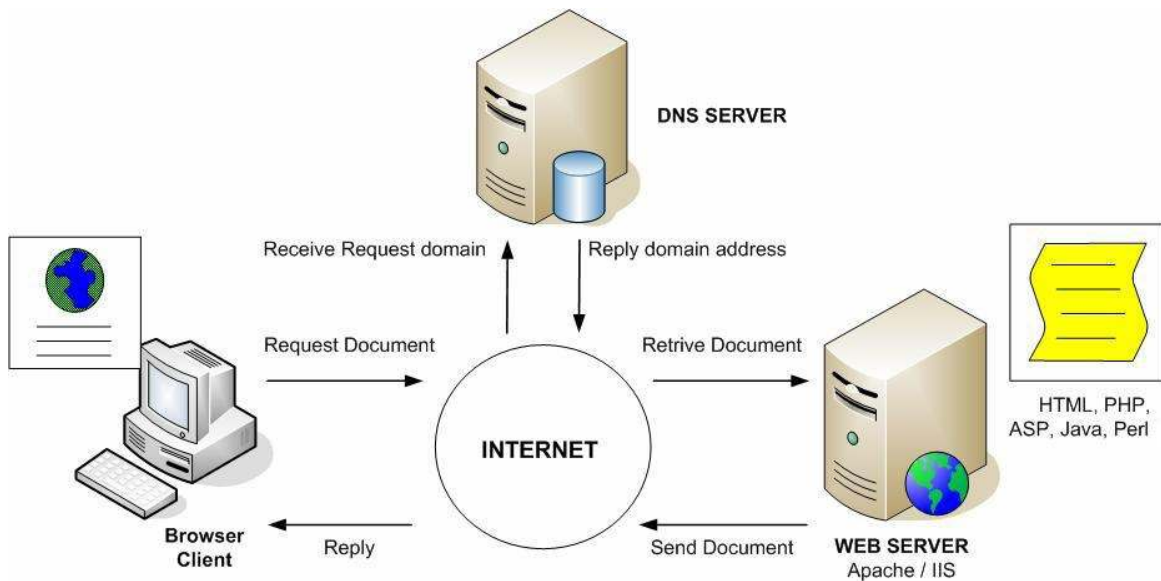 DNS SERVER
Receive Request domain
Reply domain address
Request Document
Retrive Document
HTML, PHP,
ASP, Java, Perl
INTERNET
Browser
Client
Reply
Send Document
WEB SERVER
Apache / IIS